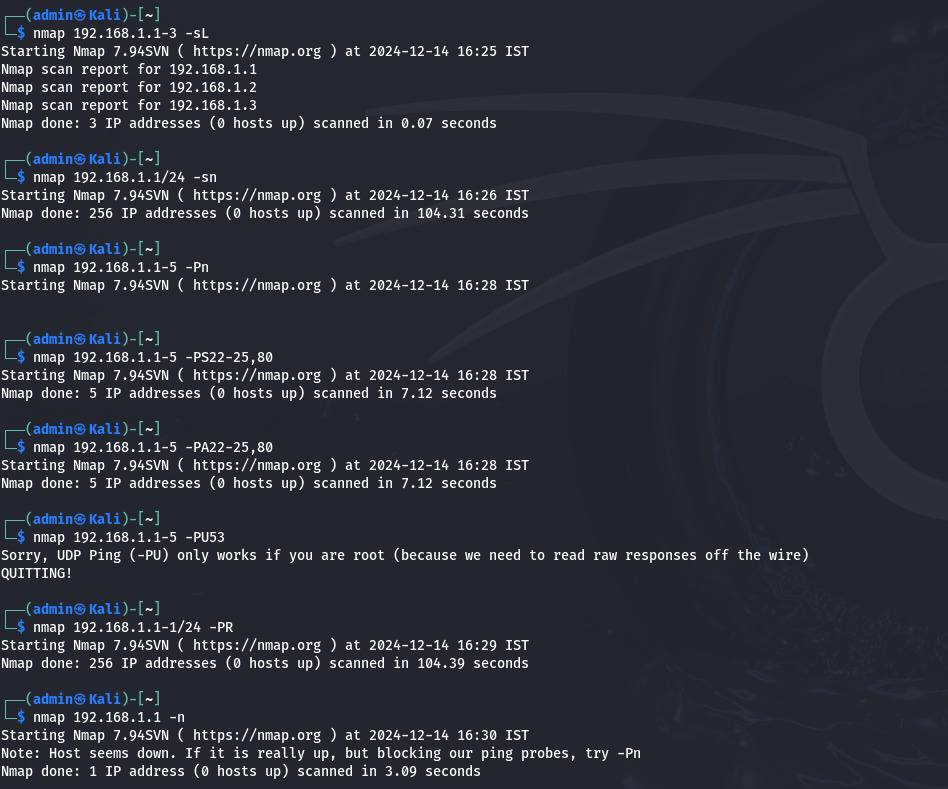 ┌──(admin㉿Kali)-[~]
└─$ nmap 192.168.1.1-3 -sL
Starting Nmap 7.94SVN ( https://nmap.org ) at 2024-12-14 16:25 IST
Nmap scan report for 192.168.1.1
Nmap scan report for 192.168.1.2
Nmap scan report for 192.168.1.3
Nmap done: 3 IP addresses (0 hosts up) scanned in 0.07 seconds
┌──(admin㉿Kali)-[~]
└─$ nmap 192.168.1.1/24 -sn
Starting Nmap 7.94SVN ( https://nmap.org ) at 2024-12-14 16:26 IST
Nmap done: 256 IP addresses (0 hosts up) scanned in 104.31 seconds
┌──(admin㉿Kali)-[~]
└─$ nmap 192.168.1.1-5 -Pn
Starting Nmap 7.94SVN ( https://nmap.org ) at 2024-12-14 16:28 IST
┌──(admin㉿Kali)-[~]
└─$ nmap 192.168.1.1-5 -PS22-25,80
Starting Nmap 7.94SVN ( https://nmap.org ) at 2024-12-14 16:28 IST
Nmap done: 5 IP addresses (0 hosts up) scanned in 7.12 seconds
┌──(admin㉿Kali)-[~]
└─$ nmap 192.168.1.1-5 -PA22-25,80
Starting Nmap 7.94SVN ( https://nmap.org ) at 2024-12-14 16:28 IST
Nmap done: 5 IP addresses (0 hosts up) scanned in 7.12 seconds
┌──(admin㉿Kali)-[~]
└─$ nmap 192.168.1.1-5 -PU53
Sorry, UDP Ping (-PU) only works if you are root (because we need to read raw responses off the wire)
QUITTING!
┌──(admin㉿Kali)-[~]
└─$ nmap 192.168.1.1-1/24 -PR
Starting Nmap 7.94SVN ( https://nmap.org ) at 2024-12-14 16:29 IST
Nmap done: 256 IP addresses (0 hosts up) scanned in 104.39 seconds
┌──(admin㉿Kali)-[~]
└─$ nmap 192.168.1.1 -n
Starting Nmap 7.94SVN ( https://nmap.org ) at 2024-12-14 16:30 IST
Note: Host seems down. If it is really up, but blocking our ping probes, try -Pn
Nmap done: 1 IP address (0 hosts up) scanned in 3.09 seconds